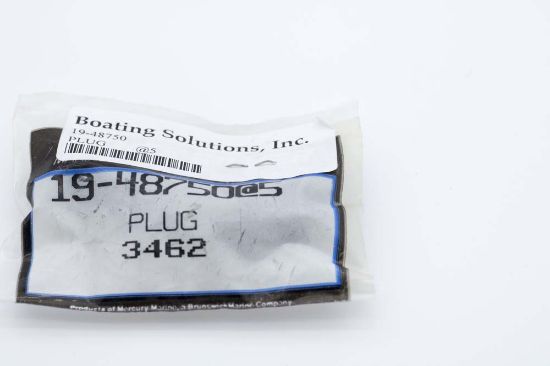 Boating Solutions, Inc.
19-48750
PLUG @5
19-48750@5
PLUG
3462
Products of Mercury Marine, a Brunswick Marine Company